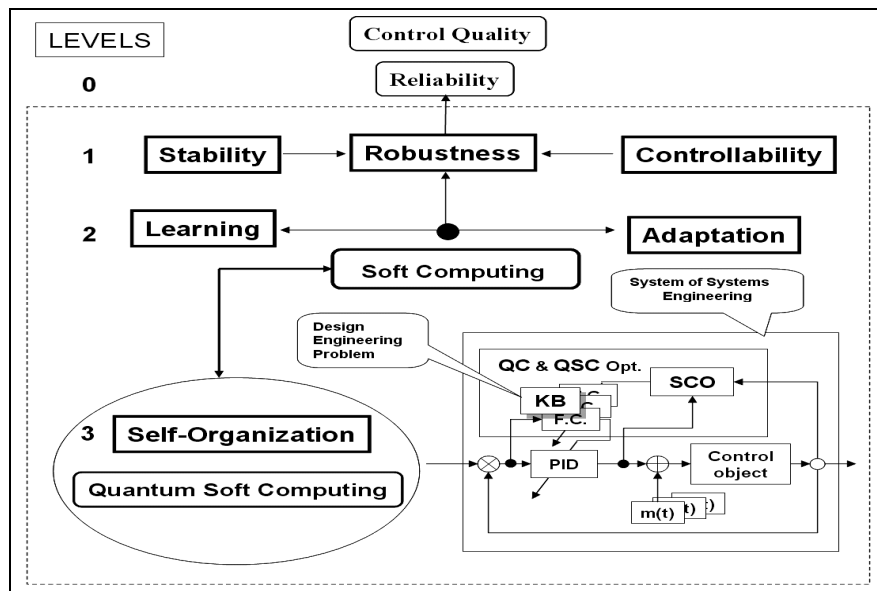 LEVELS
Control Quality
0
Reliability
1
Stability
Robustness
Controllability
2
Learning
Adaptation
Soft Computing
System of Systems
Engineering
Design
Engineering
Problem
QC & QSC Opt.
SCO
KB
F.C.
3
Self-Organization
Quantum Soft Computing
PID
Control
object
m(t)